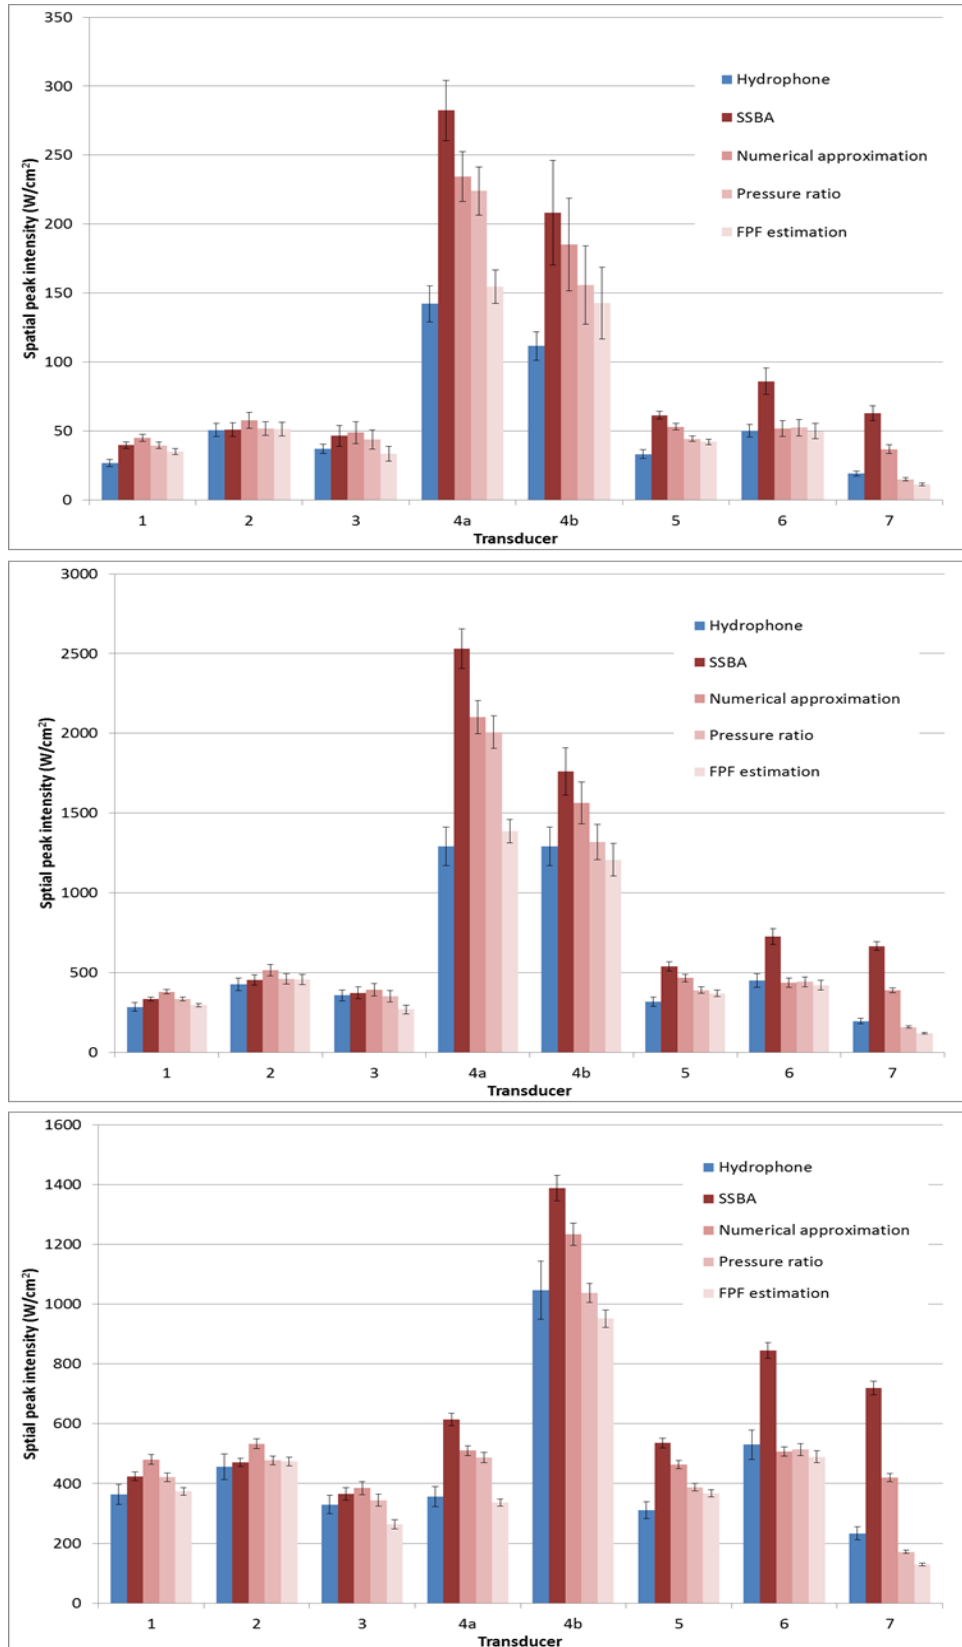 350
300
250
200
150
100
50
0
Spatial peak intensity (W/cm²)
Hydrophone
SSBA
Numerical approximation
Pressure ratio
FPF estimation
1 2 3 4a 4b 5 6 7
Transducer
3000
2500
2000
1500
1000
500
0
Sptial peak intensity (W/cm²)
Hydrophone
SSBA
Numerical approximation
Pressure ratio
FPF estimation
1 2 3 4a 4b 5 6 7
Transducer
1600
1400
1200
1000
800
600
400
200
0
Sptial peak intensity (W/cm²)
Hydrophone
SSBA
Numerical approximation
Pressure ratio
FPF estimation
1 2 3 4a 4b 5 6 7
Transducer